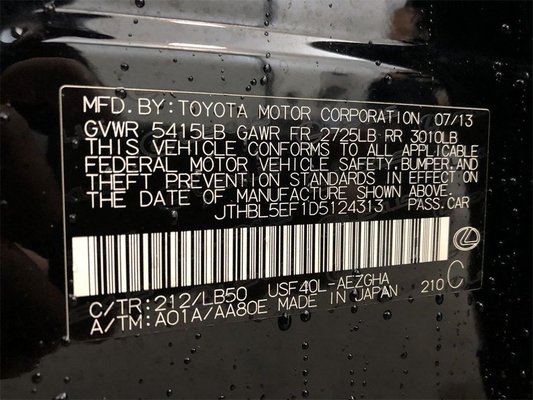 MFD.BY:TOYOTA MOTOR CORPORATION 07/13
GVWR 5415LB GAWR FR 2725LB RR 3010LB
THIS VEHICLE CONFORMS TO ALL APPLICABLE
FEDERAL MOTOR VEHICLE SAFETY,BUMPER,AND
THEFT PREVENTION STANDARDS IN EFFECT ON
THE DATE OF MANUFACTURE SHOWN ABOVE.
JTHBL5EF1D5124313 PASS.CAR
C/TR:212/LB50 USF40L-AEZGHA 210 C
A/TM:A01A/AA80E MADE IN JAPAN